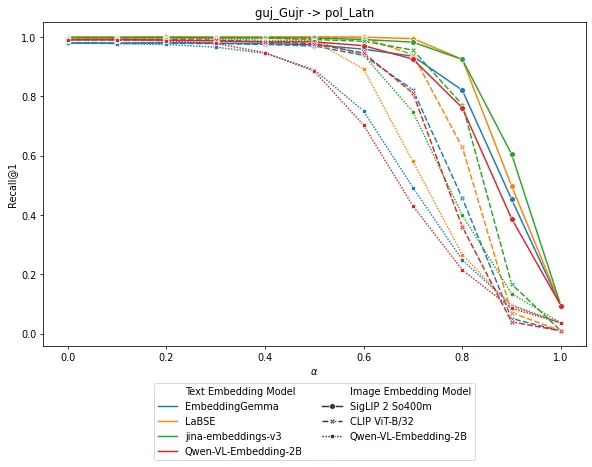 guj_Gujr -> pol_Latn
Recall@1
1.0
0.8
0.6
0.4
0.2
0.0
0.0 0.2 0.4 0.6 0.8 1.0
α
Text Embedding Model
EmbeddingGemma
LaBSE
jina-embeddings-v3
Qwen-VL-Embedding-2B
Image Embedding Model
SigLIP 2 So400m
CLIP ViT-B/32
Qwen-VL-Embedding-2B